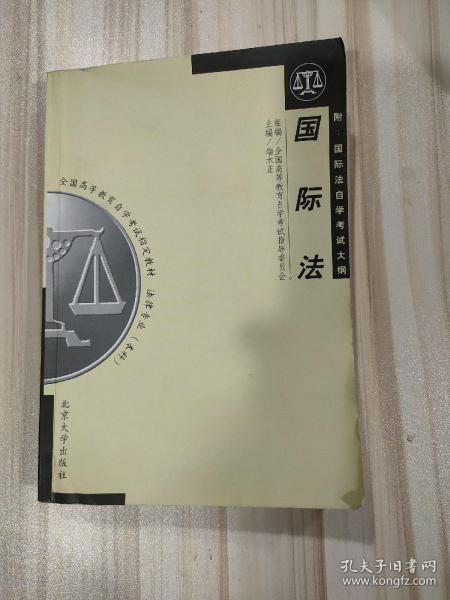 附：国际法自学考试大纲
国际法
组编/全国高等教育自学考试指导委员会
主编/端木正
全国高等教育自学考试指定教材 法律专业（本科）
北京大学出版社
孔夫子旧书网
www.kongfz.com